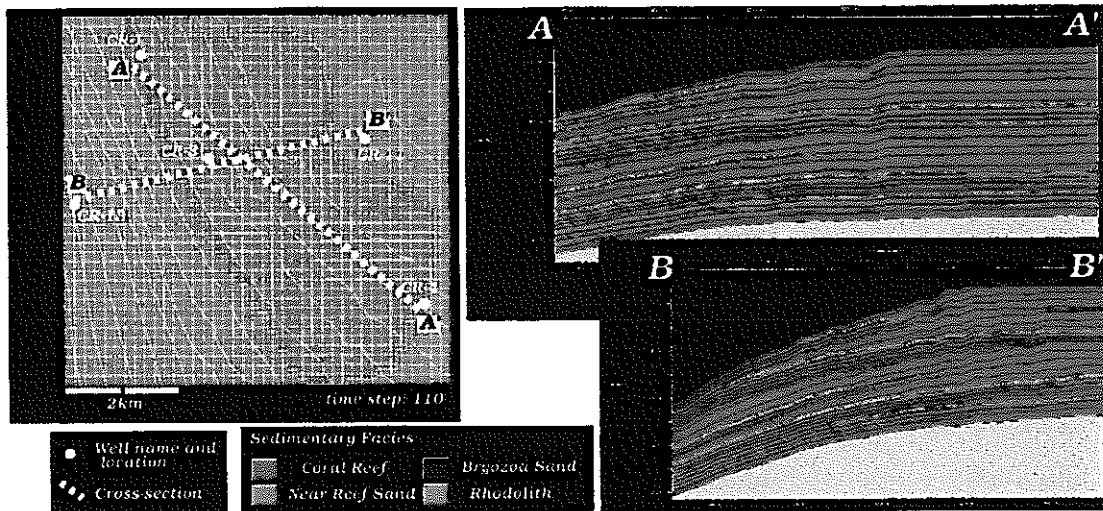 A
A'
A
B'
B
A'
2km
time step: 110
B
B'
Well name and
location
Cross-section
Sedimentary Facies
Coral Reef
Bryozoa Sand
Near Reef Sand
Rhodolith